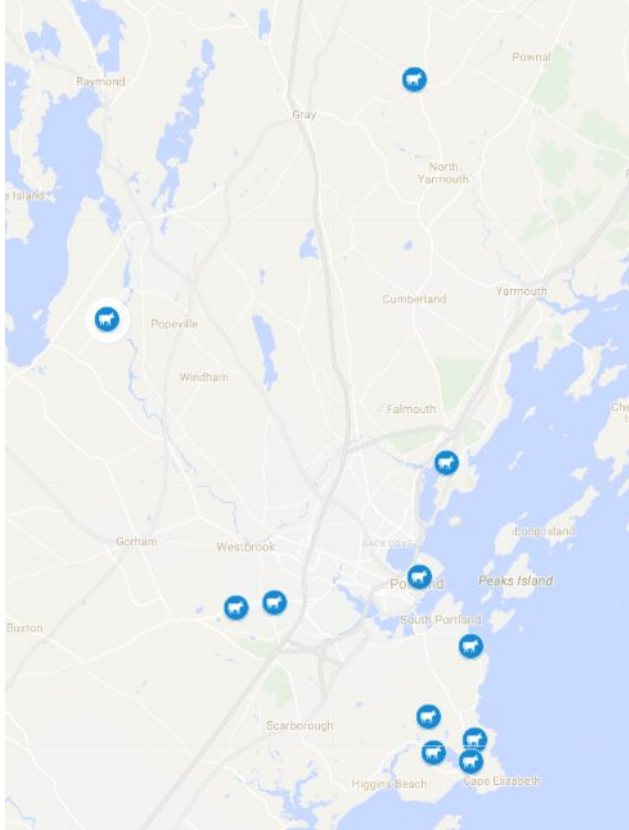 Pownal
Raymond
Gray
North
Yarmouth
e Island
Yarmouth
Cumberland
Popeville
Windham
Falmouth
Long Island
Gorham
Westbrook
Peaks Island
Buxton
South Portland
Scarborough
Higgins Beach
Cape Elizabeth